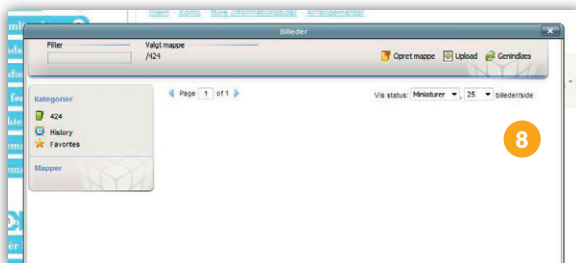 Hjem - Konto - Mine Informationssider - Arrangementer
Billeder
Filter
Valgt mappe
/424
Opret mappe Upload Genindlæs
Kategorier
424
History
Favorites
Mapper
Page 1 of 1
Vis status: Miniaturer , 25 billeder/side
8